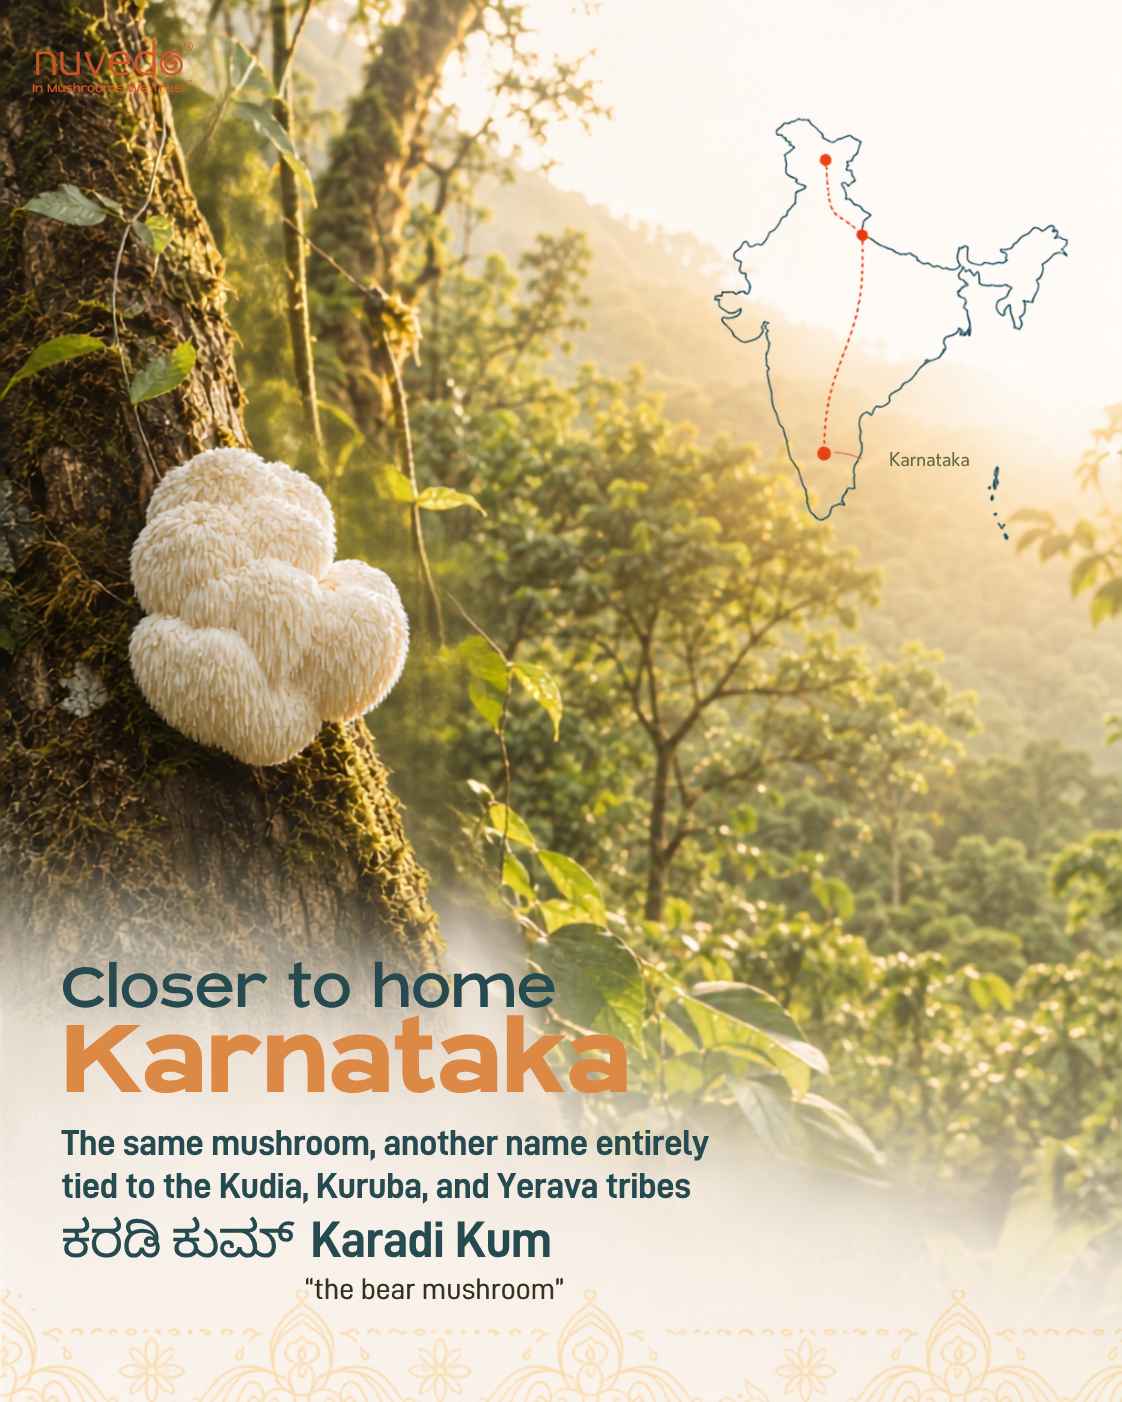 nuvedo®
In Mushrooms We Trust
Karnataka
Closer to home
Karnataka
The same mushroom, another name entirely
tied to the Kudia, Kuruba, and Yerava tribes
ಕರಡಿ ಕುಮ್ Karadi Kum
“the bear mushroom”